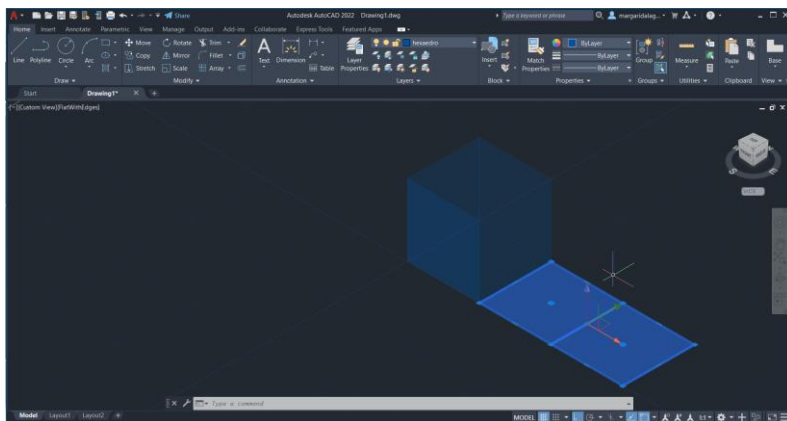 Share Autodesk AutoCAD 2022 Drawing1.dwg Type a keyword or phrase margaridalag...
Home Insert Annotate Parametric View Manage Output Add-ins Collaborate Express Tools Featured Apps
Line Polyline Circle Arc Move Rotate Trim Text Dimension Layer Properties hexaedro Insert Match Properties ByLayer Group Measure Paste Base
Copy Mirror Fillet ByLayer
Stretch Scale Array Table ByLayer
Draw Modify Annotation Layers Block Properties Groups Utilities Clipboard View
Start Drawing1* +
[-][Custom View][FlatWithEdges]
WCS
Type a command
Model Layout1 Layout2 + MODEL 1:1